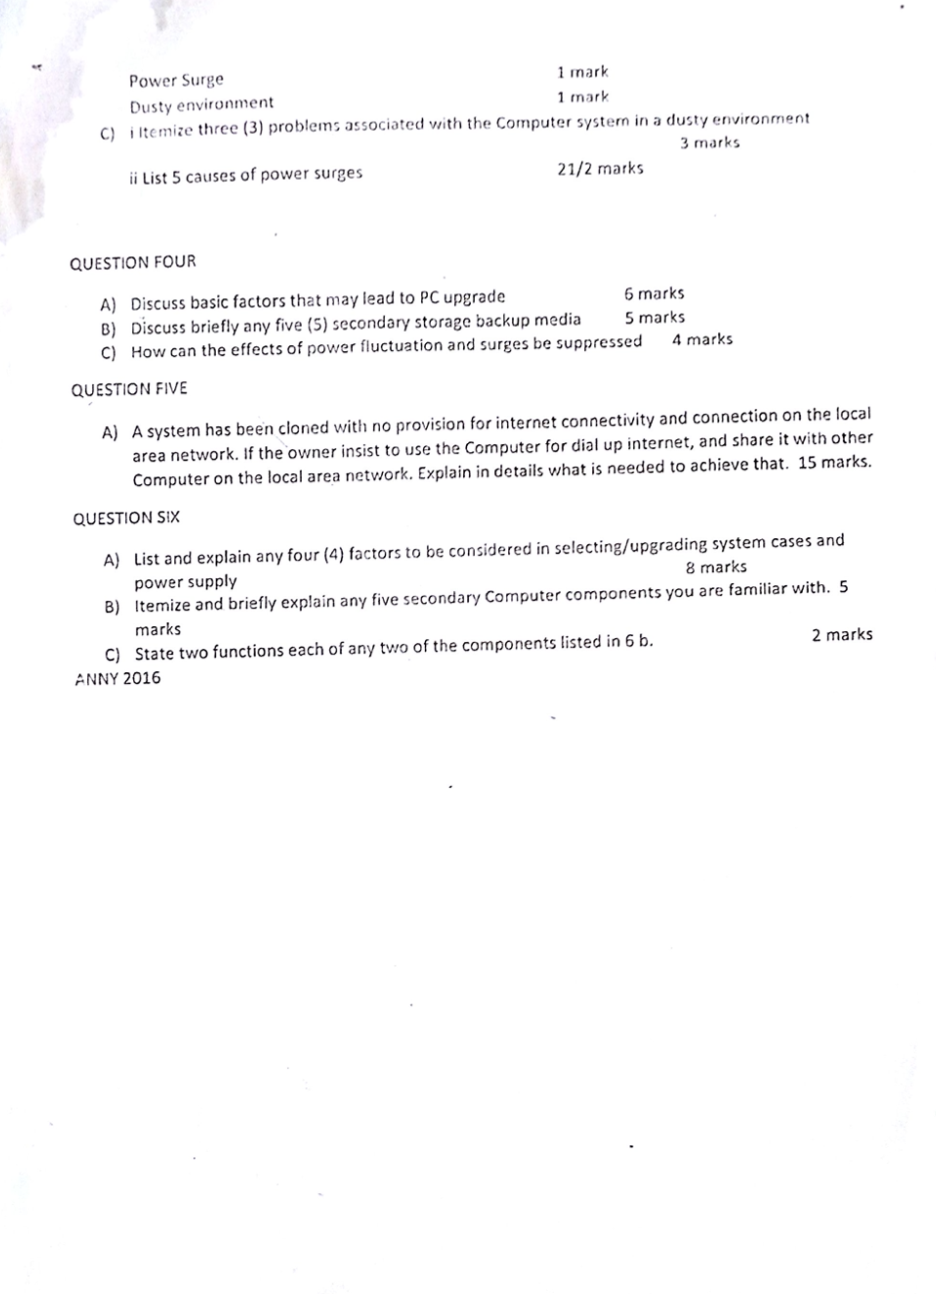 Power Surge 1 mark
Dusty environment 1 mark
C) i Itemize three (3) problems associated with the Computer system in a dusty environment
3 marks
ii List 5 causes of power surges 21/2 marks
QUESTION FOUR
A) Discuss basic factors that may lead to PC upgrade 6 marks
B) Discuss briefly any five (5) secondary storage backup media 5 marks
C) How can the effects of power fluctuation and surges be suppressed 4 marks
QUESTION FIVE
A) A system has been cloned with no provision for internet connectivity and connection on the local
area network. If the owner insist to use the Computer for dial up internet, and share it with other
Computer on the local area network. Explain in details what is needed to achieve that. 15 marks.
QUESTION SIX
A) List and explain any four (4) factors to be considered in selecting/upgrading system cases and
power supply 8 marks
B) Itemize and briefly explain any five secondary Computer components you are familiar with. 5
marks
C) State two functions each of any two of the components listed in 6 b. 2 marks
ANNY 2016